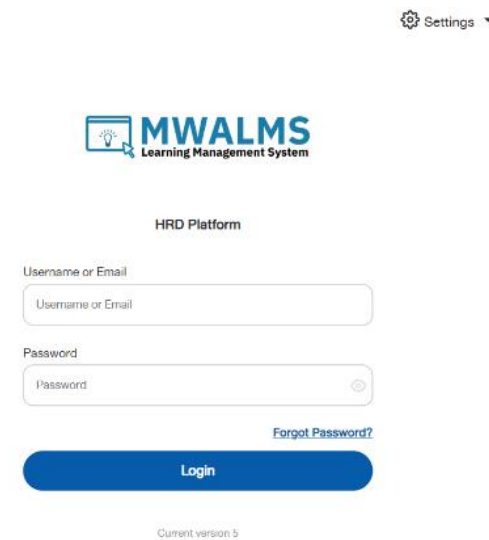 Settings
MWALMS
Learning Management System
HRD Platform
Username or Email
Username or Email
Password
Password
Forgot Password?
Login
Current version 5